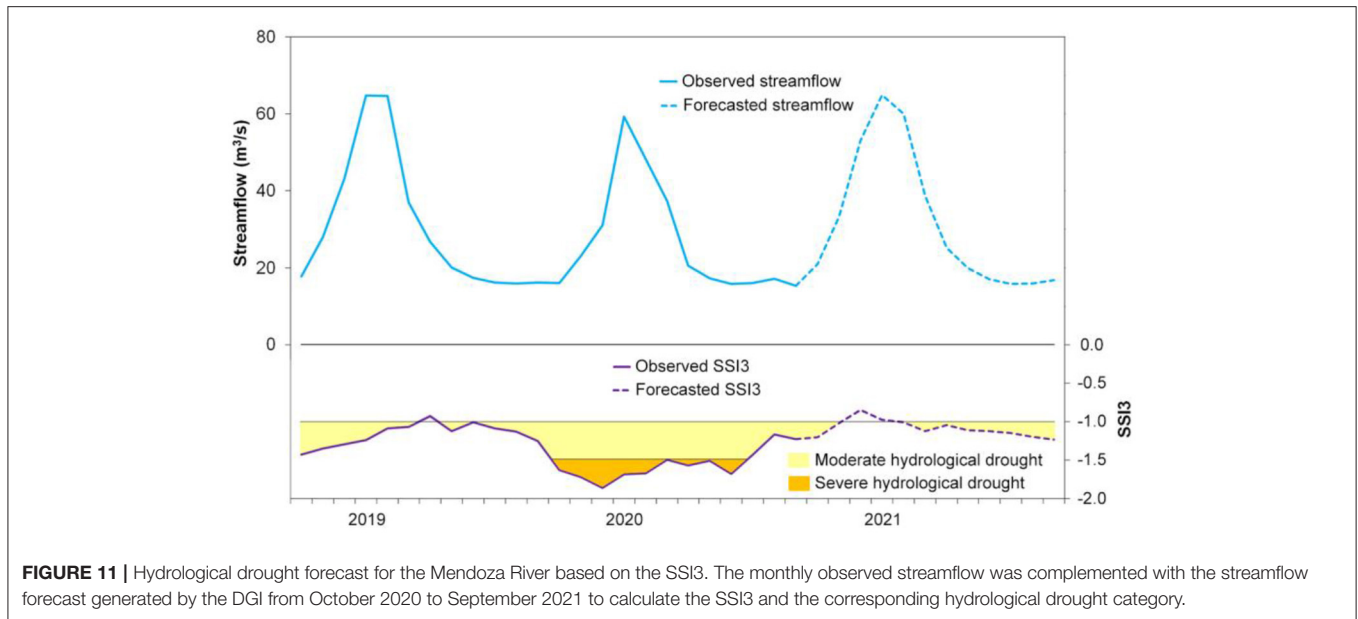 80
60
40
20
0
Streamflow (m³/s)
Observed streamflow
Forecasted streamflow
Observed SSI3
Forecasted SSI3
0.0
-0.5
-1.0
-1.5
-2.0
SSI3
Moderate hydrological drought
Severe hydrological drought
2019
2020
2021
FIGURE 11 | Hydrological drought forecast for the Mendoza River based on the SSI3. The monthly observed streamflow was complemented with the streamflow
forecast generated by the DGI from October 2020 to September 2021 to calculate the SSI3 and the corresponding hydrological drought category.